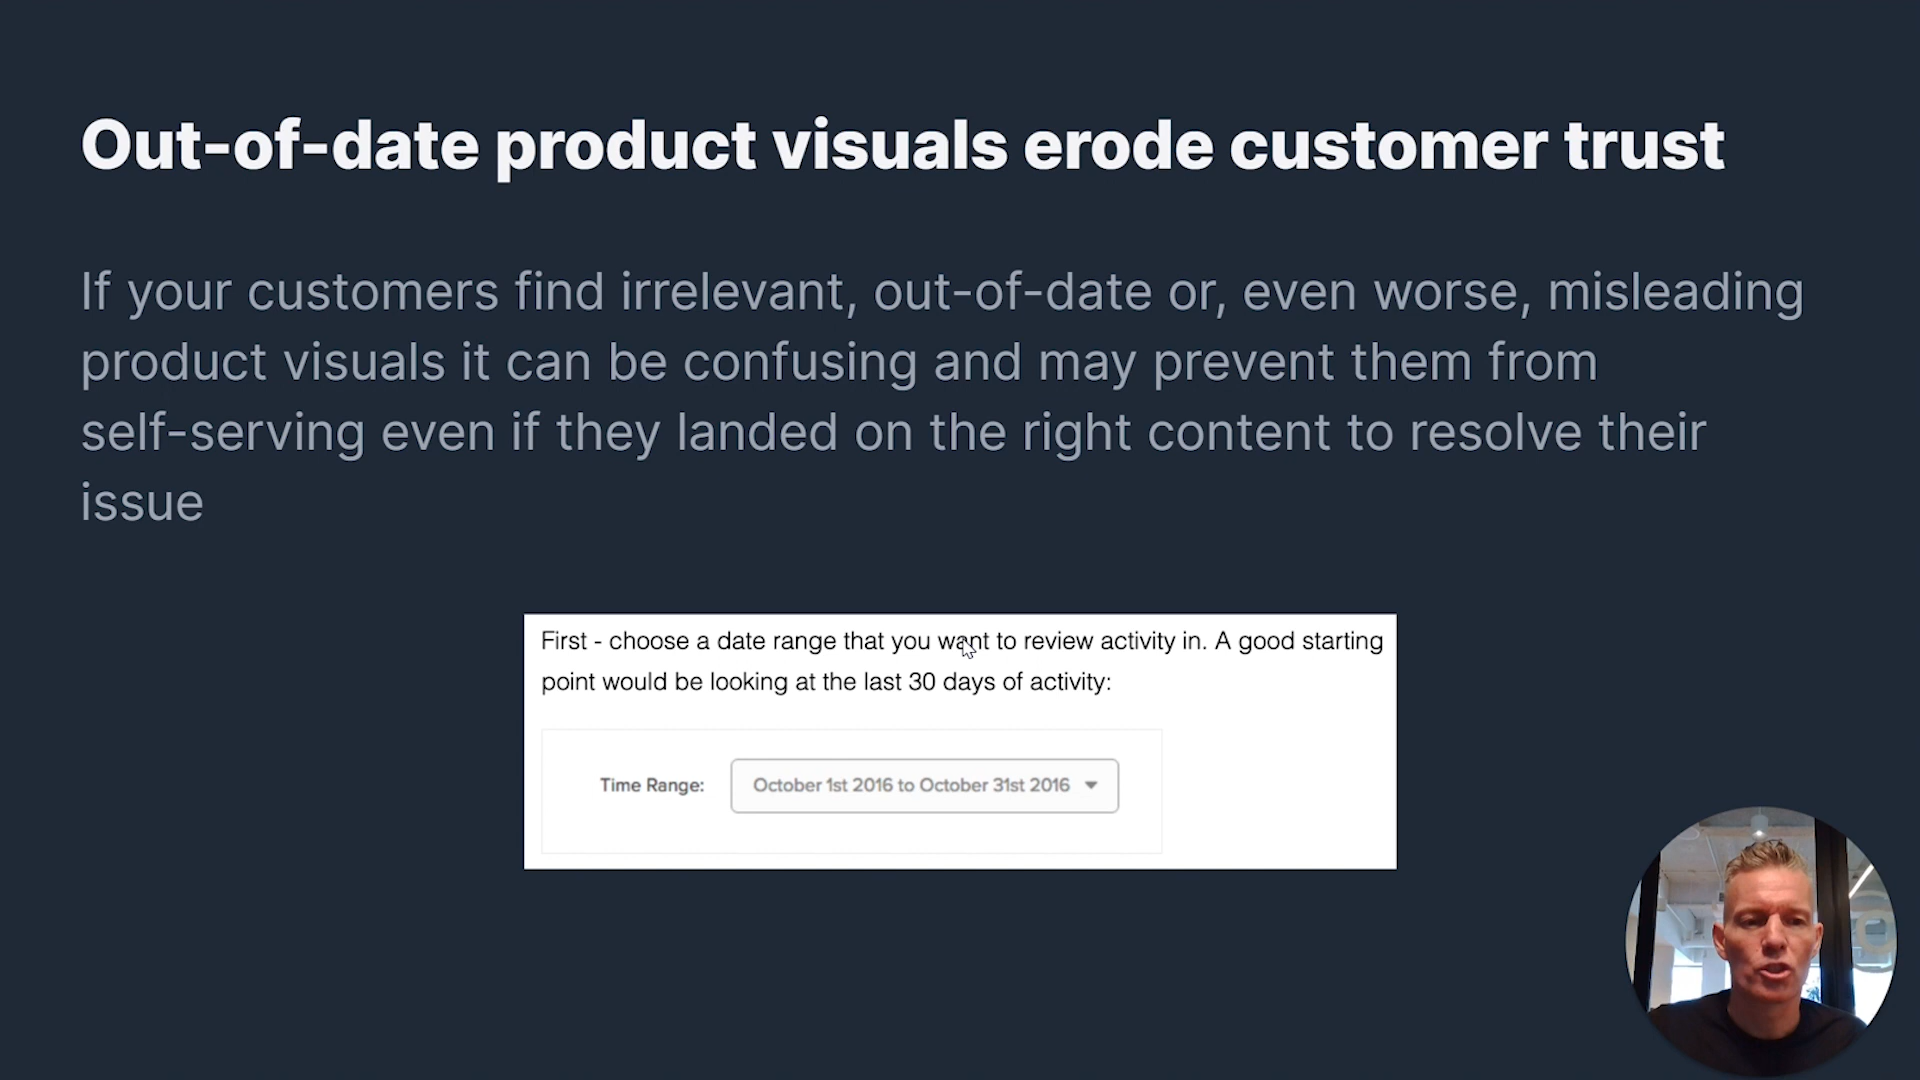 Out-of-date product visuals erode customer trust
If your customers find irrelevant, out-of-date or, even worse, misleading
product visuals it can be confusing and may prevent them from
self-serving even if they landed on the right content to resolve their
issue
First - choose a date range that you want to review activity in. A good starting
point would be looking at the last 30 days of activity:
Time Range: October 1st 2016 to October 31st 2016